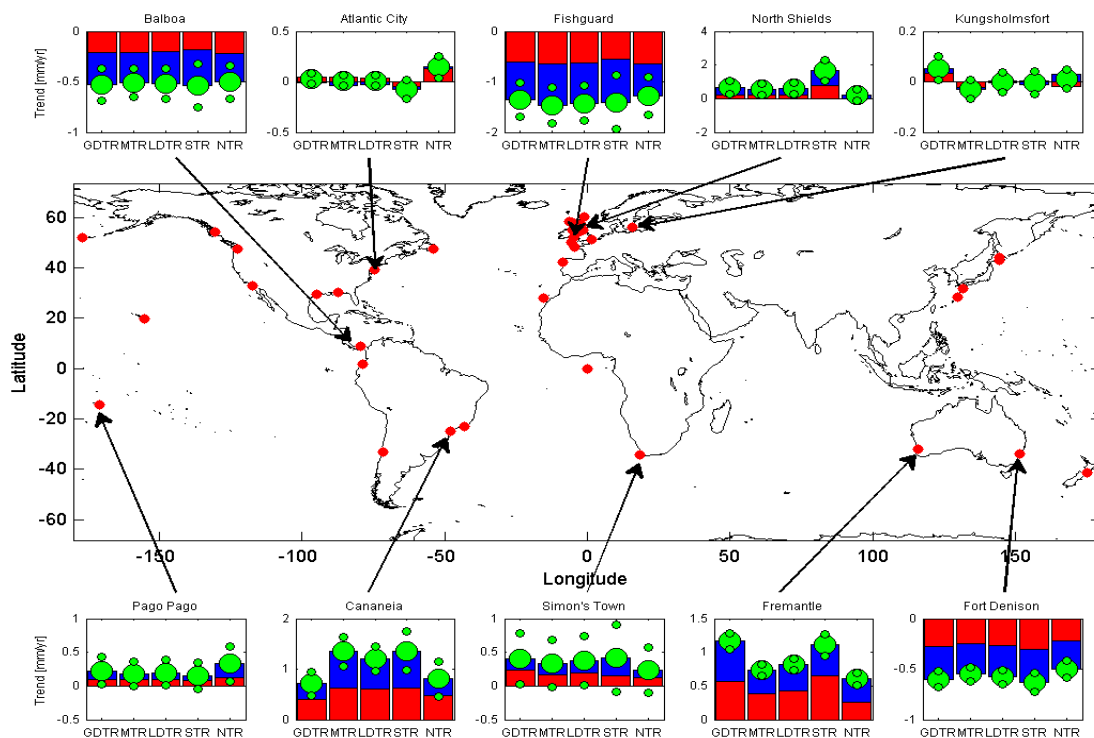 Balboa
Atlantic City
Fishguard
North Shields
Kungsholmsfort
Trend [mm/yr]
0
-0.5
-1
0.5
0
-0.5
0
-1
-2
4
2
0
-2
0.2
0
-0.2
GDTR MTR LDTR STR NTR
GDTR MTR LDTR STR NTR
GDTR MTR LDTR STR NTR
GDTR MTR LDTR STR NTR
GDTR MTR LDTR STR NTR
Latitude
60
40
20
0
-20
-40
-60
-150
-100
-50
0
50
100
150
Longitude
Pago Pago
Cananeia
Simon's Town
Fremantle
Fort Denison
Trend [mm/yr]
1
0.5
0
-0.5
2
1
0
1
0.5
0
-0.5
1.5
1
0.5
0
0
-0.5
-1
GDTR MTR LDTR STR NTR
GDTR MTR LDTR STR NTR
GDTR MTR LDTR STR NTR
GDTR MTR LDTR STR NTR
GDTR MTR LDTR STR NTR